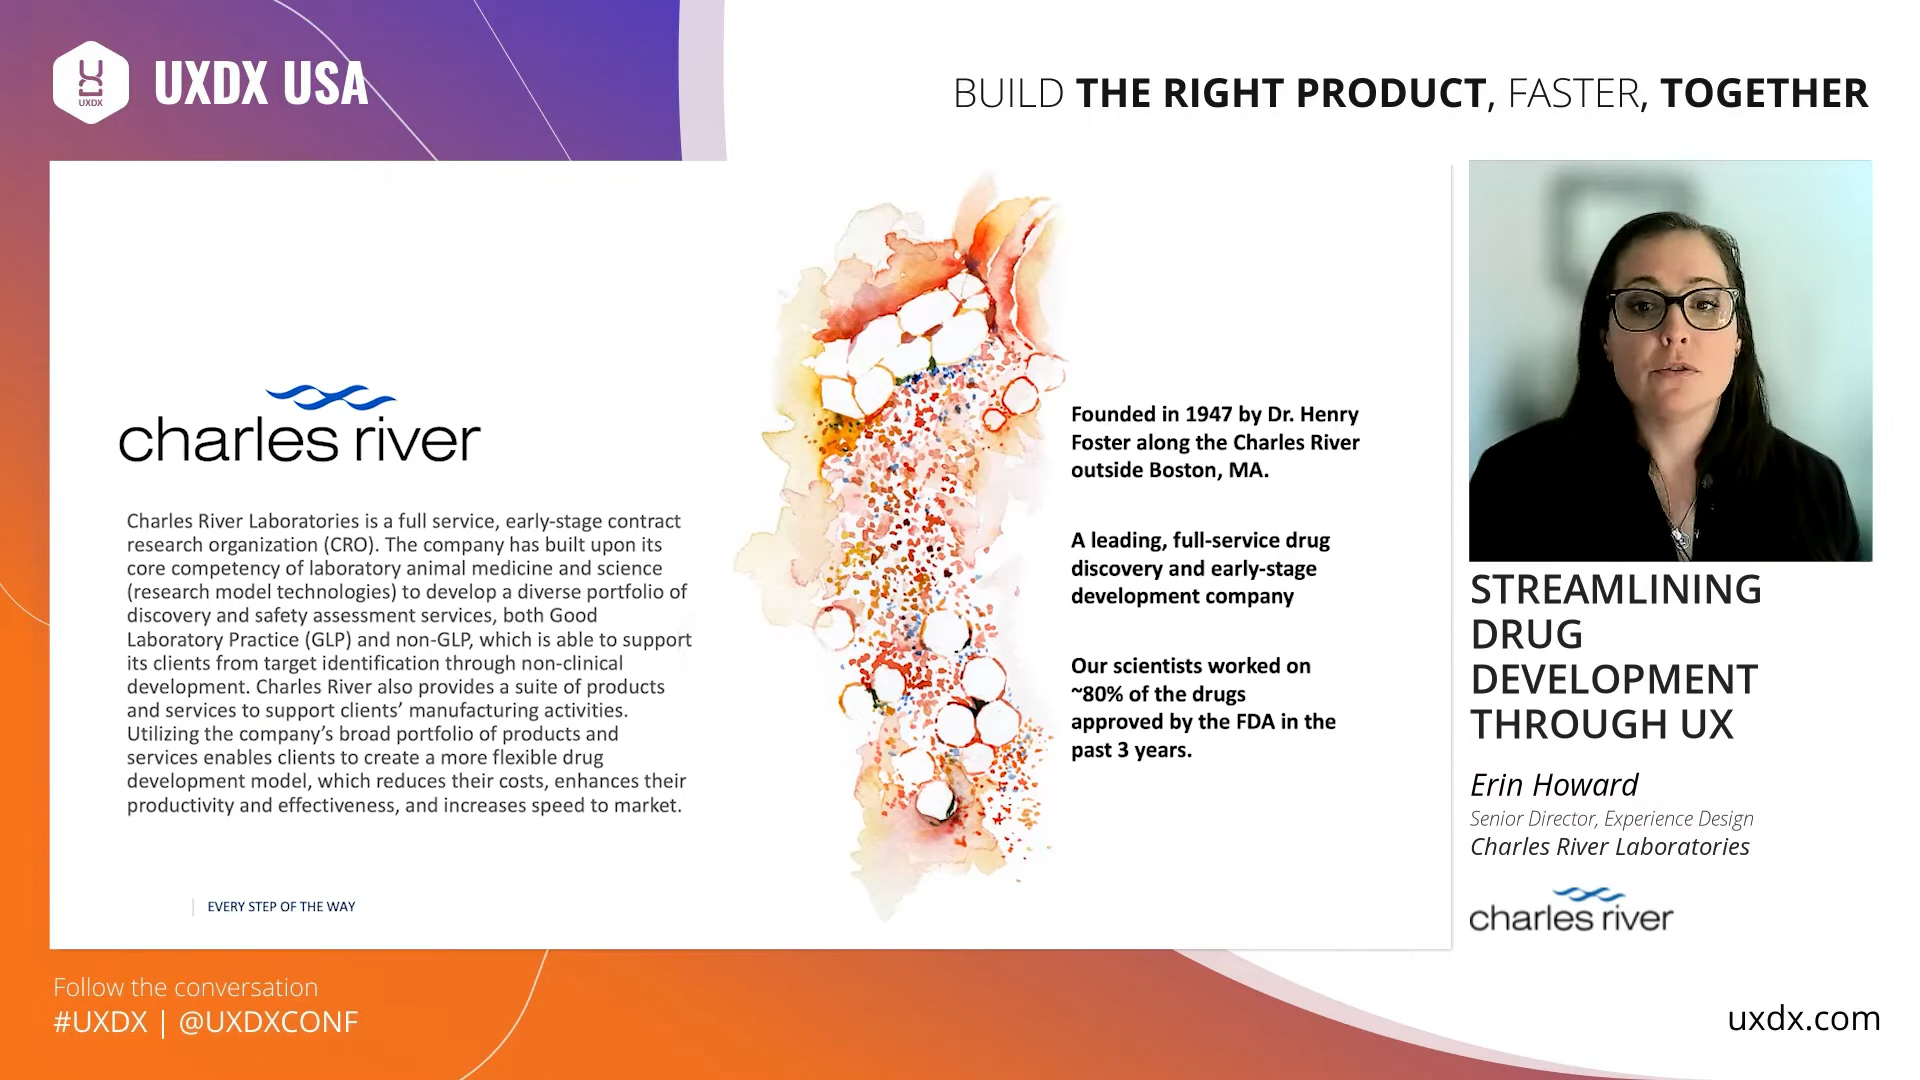 UXDX
UXDX USA
BUILD THE RIGHT PRODUCT, FASTER, TOGETHER
charles river
Charles River Laboratories is a full service, early-stage contract
research organization (CRO). The company has built upon its
core competency of laboratory animal medicine and science
(research model technologies) to develop a diverse portfolio of
discovery and safety assessment services, both Good
Laboratory Practice (GLP) and non-GLP, which is able to support
its clients from target identification through non-clinical
development. Charles River also provides a suite of products
and services to support clients’ manufacturing activities.
Utilizing the company’s broad portfolio of products and
services enables clients to create a more flexible drug
development model, which reduces their costs, enhances their
productivity and effectiveness, and increases speed to market.
EVERY STEP OF THE WAY
Founded in 1947 by Dr. Henry
Foster along the Charles River
outside Boston, MA.
A leading, full-service drug
discovery and early-stage
development company
Our scientists worked on
~80% of the drugs
approved by the FDA in the
past 3 years.
STREAMLINING
DRUG
DEVELOPMENT
THROUGH UX
Erin Howard
Senior Director, Experience Design
Charles River Laboratories
charles river
Follow the conversation
#UXDX | @UXDXCONF
uxdx.com